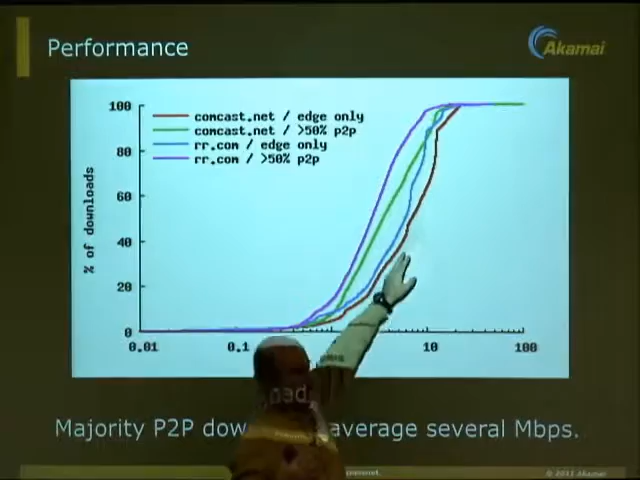 Performance
Akamai
100
80
60
40
20
0
% of downloads
comcast.net / edge only
comcast.net / >50% p2p
rr.com / edge only
rr.com / >50% p2p
0.01
0.1
10
100
Majority P2P dow average several Mbps.
© 2011 Akamai